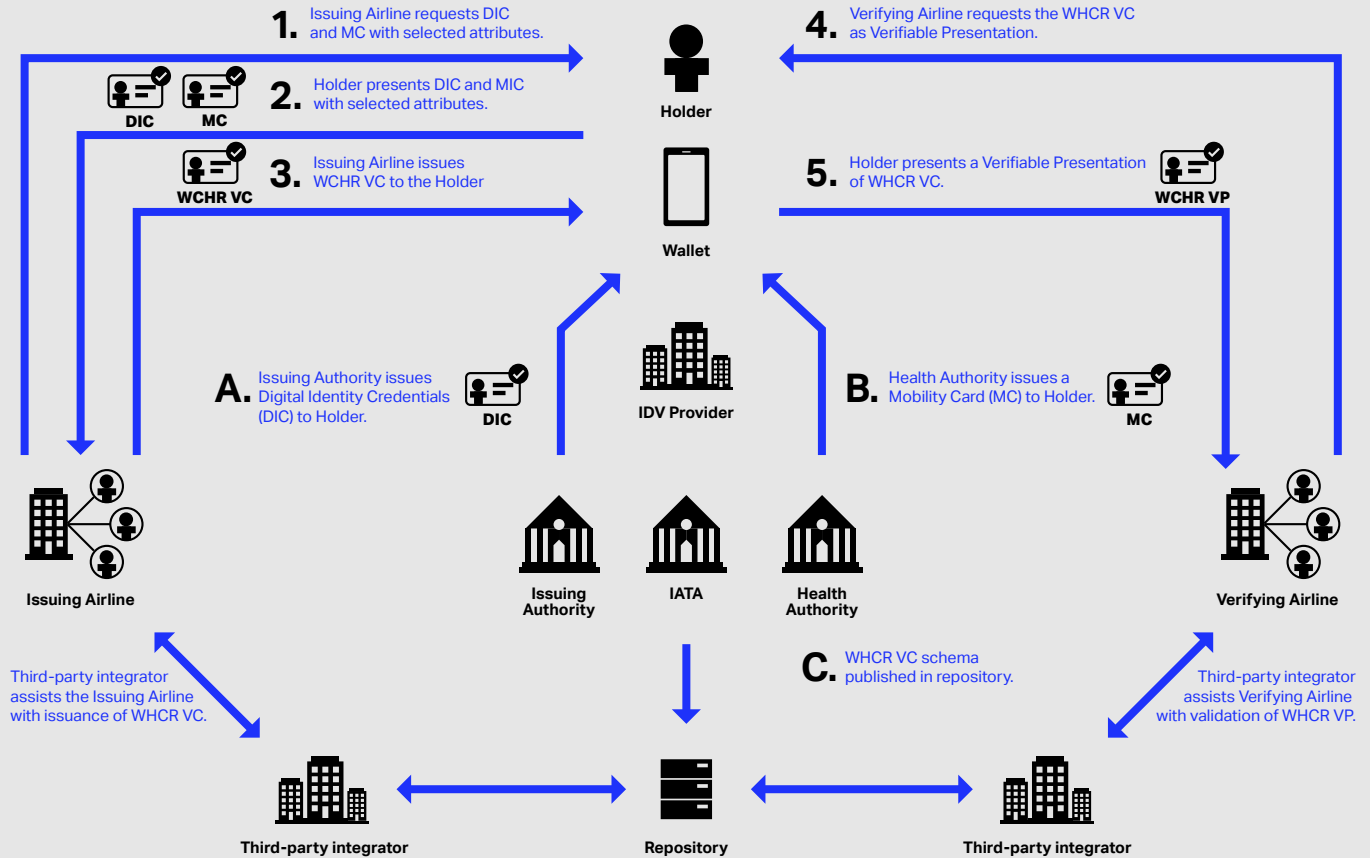 1.
Issuing Airline requests DIC
and MC with selected attributes.
4.
Verifying Airline requests the WHCR VC
as Verifiable Presentation.
DIC
MC
2.
Holder presents DIC and MIC
with selected attributes.
Holder
WCHR VC
3.
Issuing Airline issues
WCHR VC to the Holder
5.
Holder presents a Verifiable Presentation
of WHCR VC.
WCHR VP
Wallet
A.
Issuing Authority issues
Digital Identity Credentials
(DIC) to Holder.
DIC
IDV Provider
B.
Health Authority issues a
Mobility Card (MC) to Holder.
MC
Issuing Airline
Issuing
Authority
IATA
Health
Authority
Verifying Airline
C.
WHCR VC schema
published in repository.
Third-party integrator
assists the Issuing Airline
with issuance of WHCR VC.
Third-party integrator
assists Verifying Airline
with validation of WHCR VP.
Third-party integrator
Repository
Third-party integrator